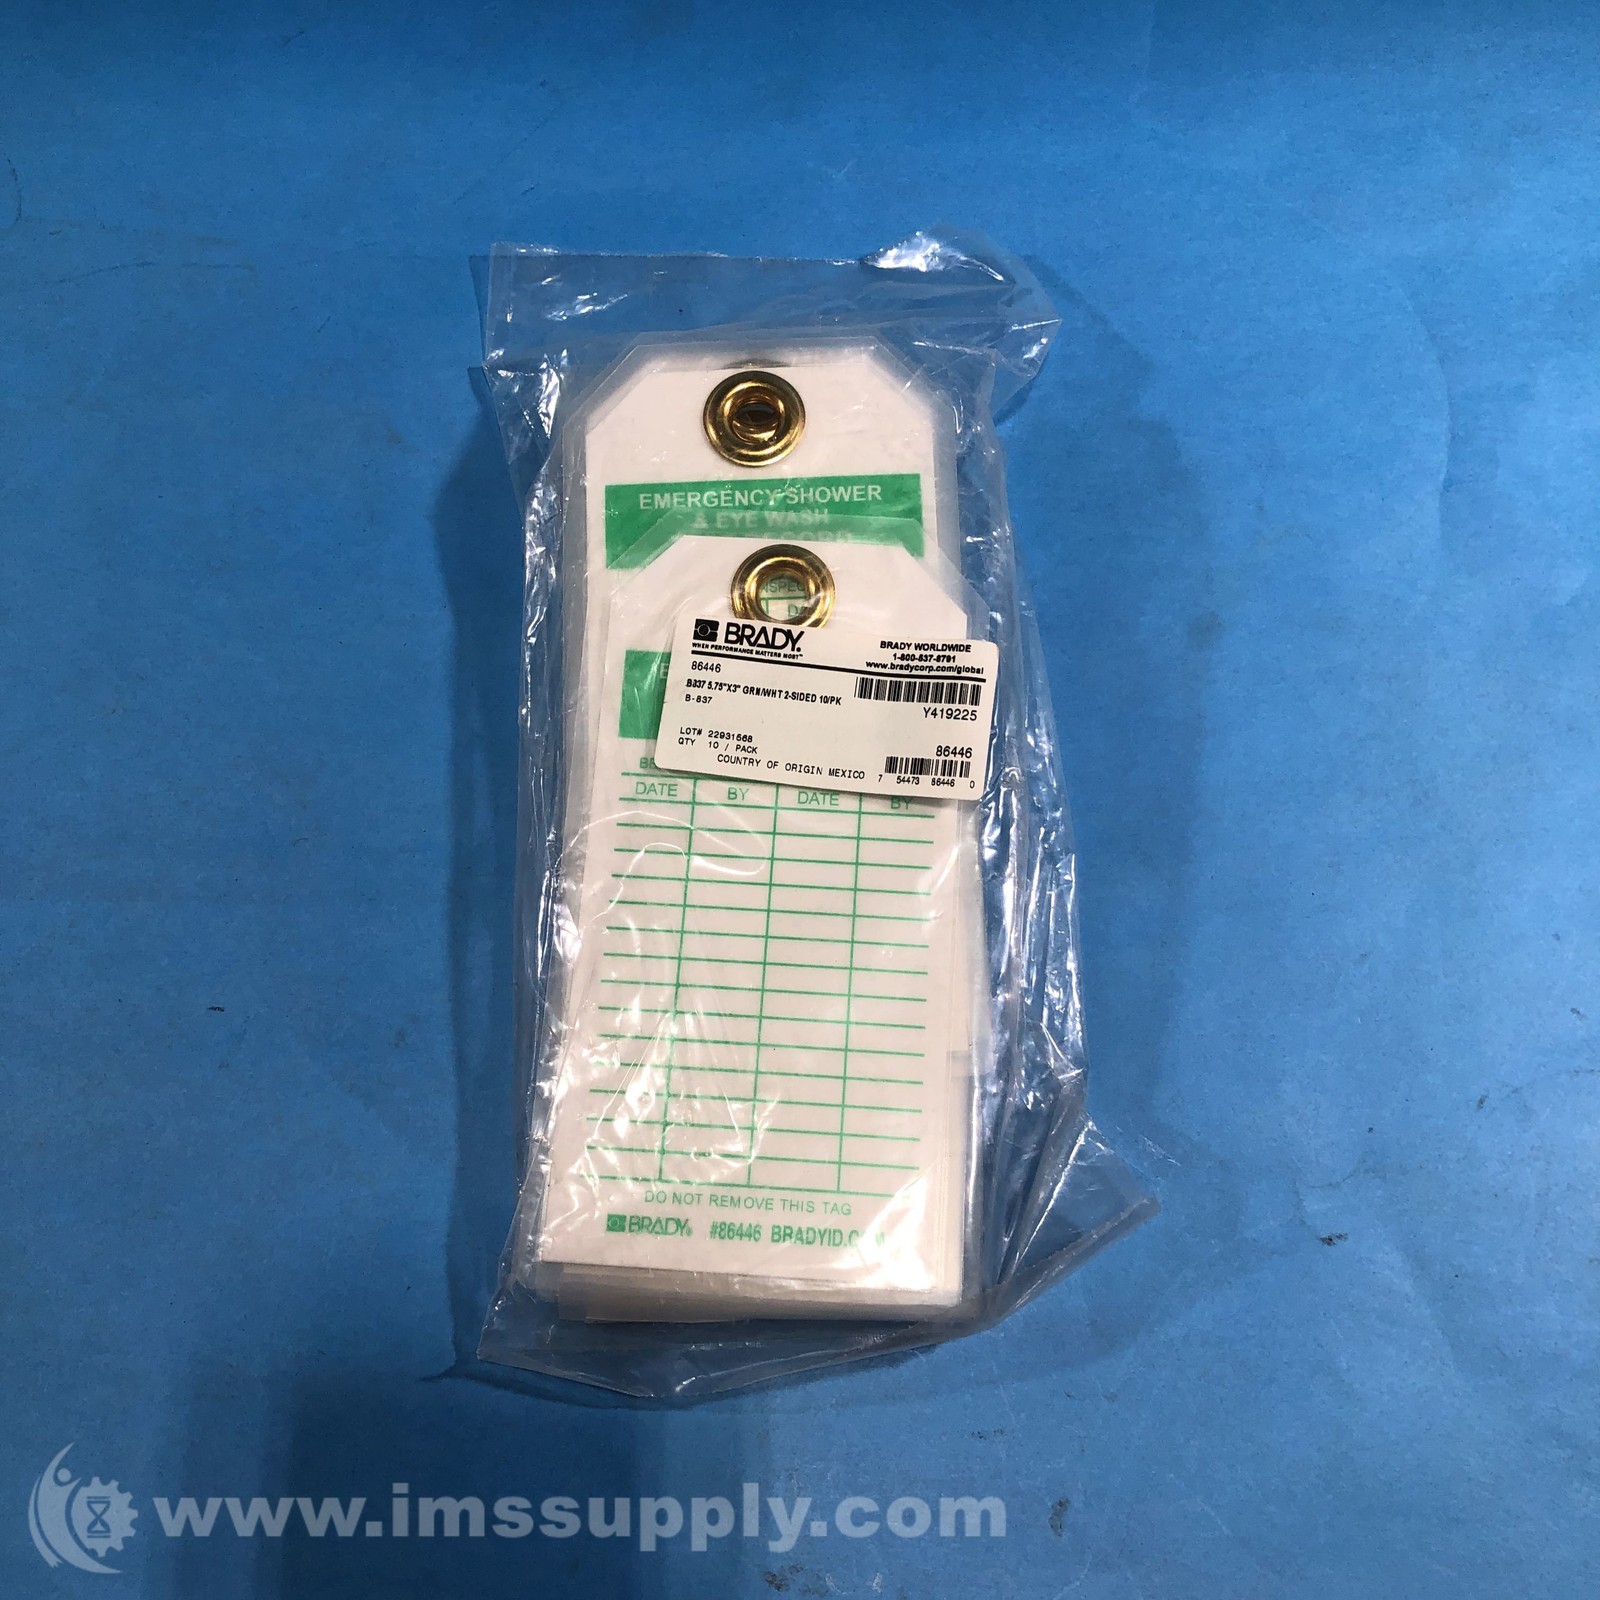 EMERGENCY SHOWER
& EYE WASH
BRADY
WHEN PERFORMANCE MATTERS MOST™
BRADY WORLDWIDE
1-800-537-8791
www.bradycorp.com/global
86446
B837 5.75"X3" GRN/WHT 2-SIDED 10/PK
B-837
Y419225
LOT# 22931568
QTY 10 / PACK
86446
COUNTRY OF ORIGIN MEXICO
7 54473 86446 0
DATE BY DATE BY
DO NOT REMOVE THIS TAG
BRADY® #86446 BRADYID.COM
www.imssupply.com